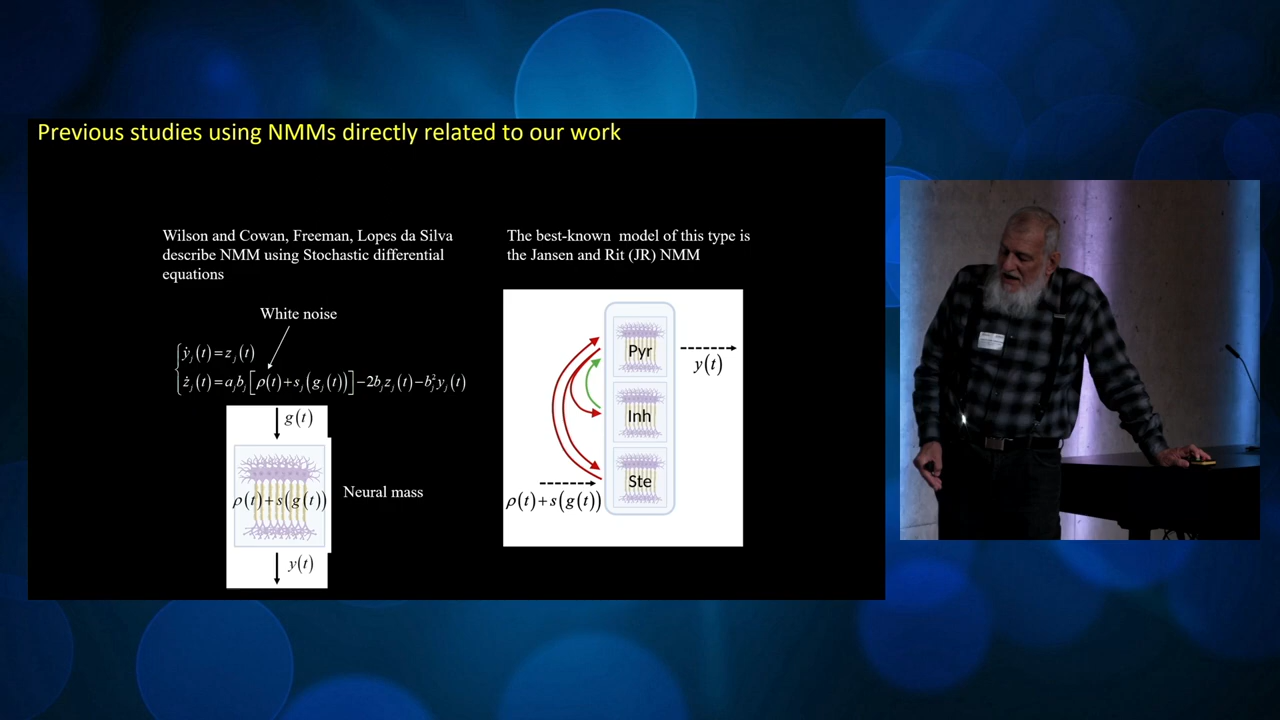 Previous studies using NMMs directly related to our work
Wilson and Cowan, Freeman, Lopes da Silva
describe NMM using Stochastic differential
equations
White noise
ẏⱼ(t)=zⱼ(t)
żⱼ(t)=aⱼbⱼ[ρ(t)+sⱼ(gⱼ(t))]−2bⱼzⱼ(t)−bⱼ²yⱼ(t)
g(t)
ρ(t)+s(g(t))
Neural mass
y(t)
The best-known model of this type is
the Jansen and Rit (JR) NMM
Pyr
y(t)
Inh
Ste
ρ(t)+s(g(t))